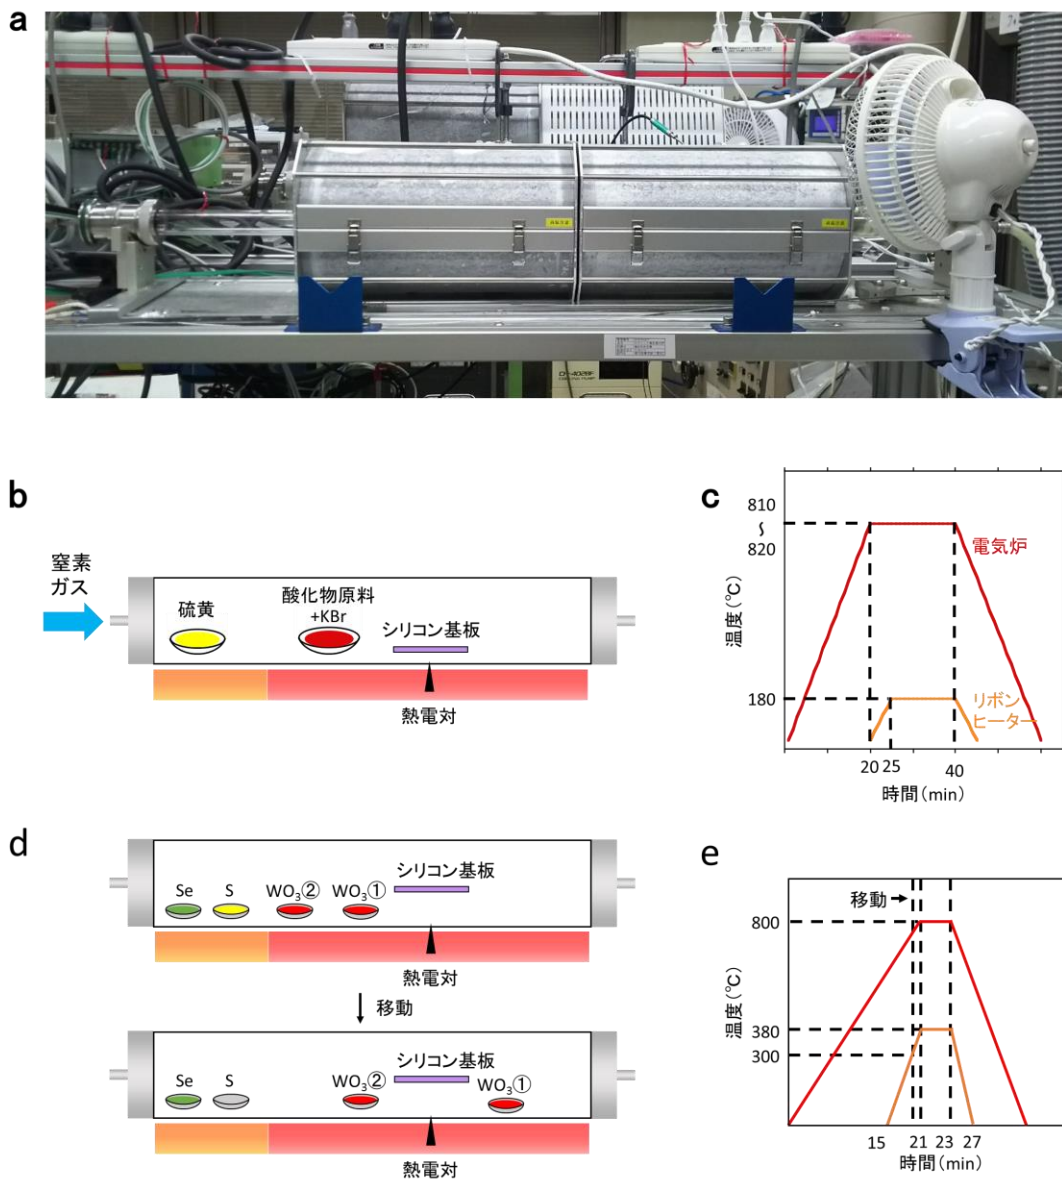 a
b
窒素
ガス
硫黄
酸化物原料
+KBr
シリコン基板
熱電対
c
810
〜
820
180
温度(℃)
電気炉
リボン
ヒーター
20 25 40
時間(min)
d
シリコン基板
Se S WO₃② WO₃①
熱電対
移動
シリコン基板
Se S WO₃② WO₃①
熱電対
e
移動
800
380
300
温度(℃)
15 21 23 27
時間(min)